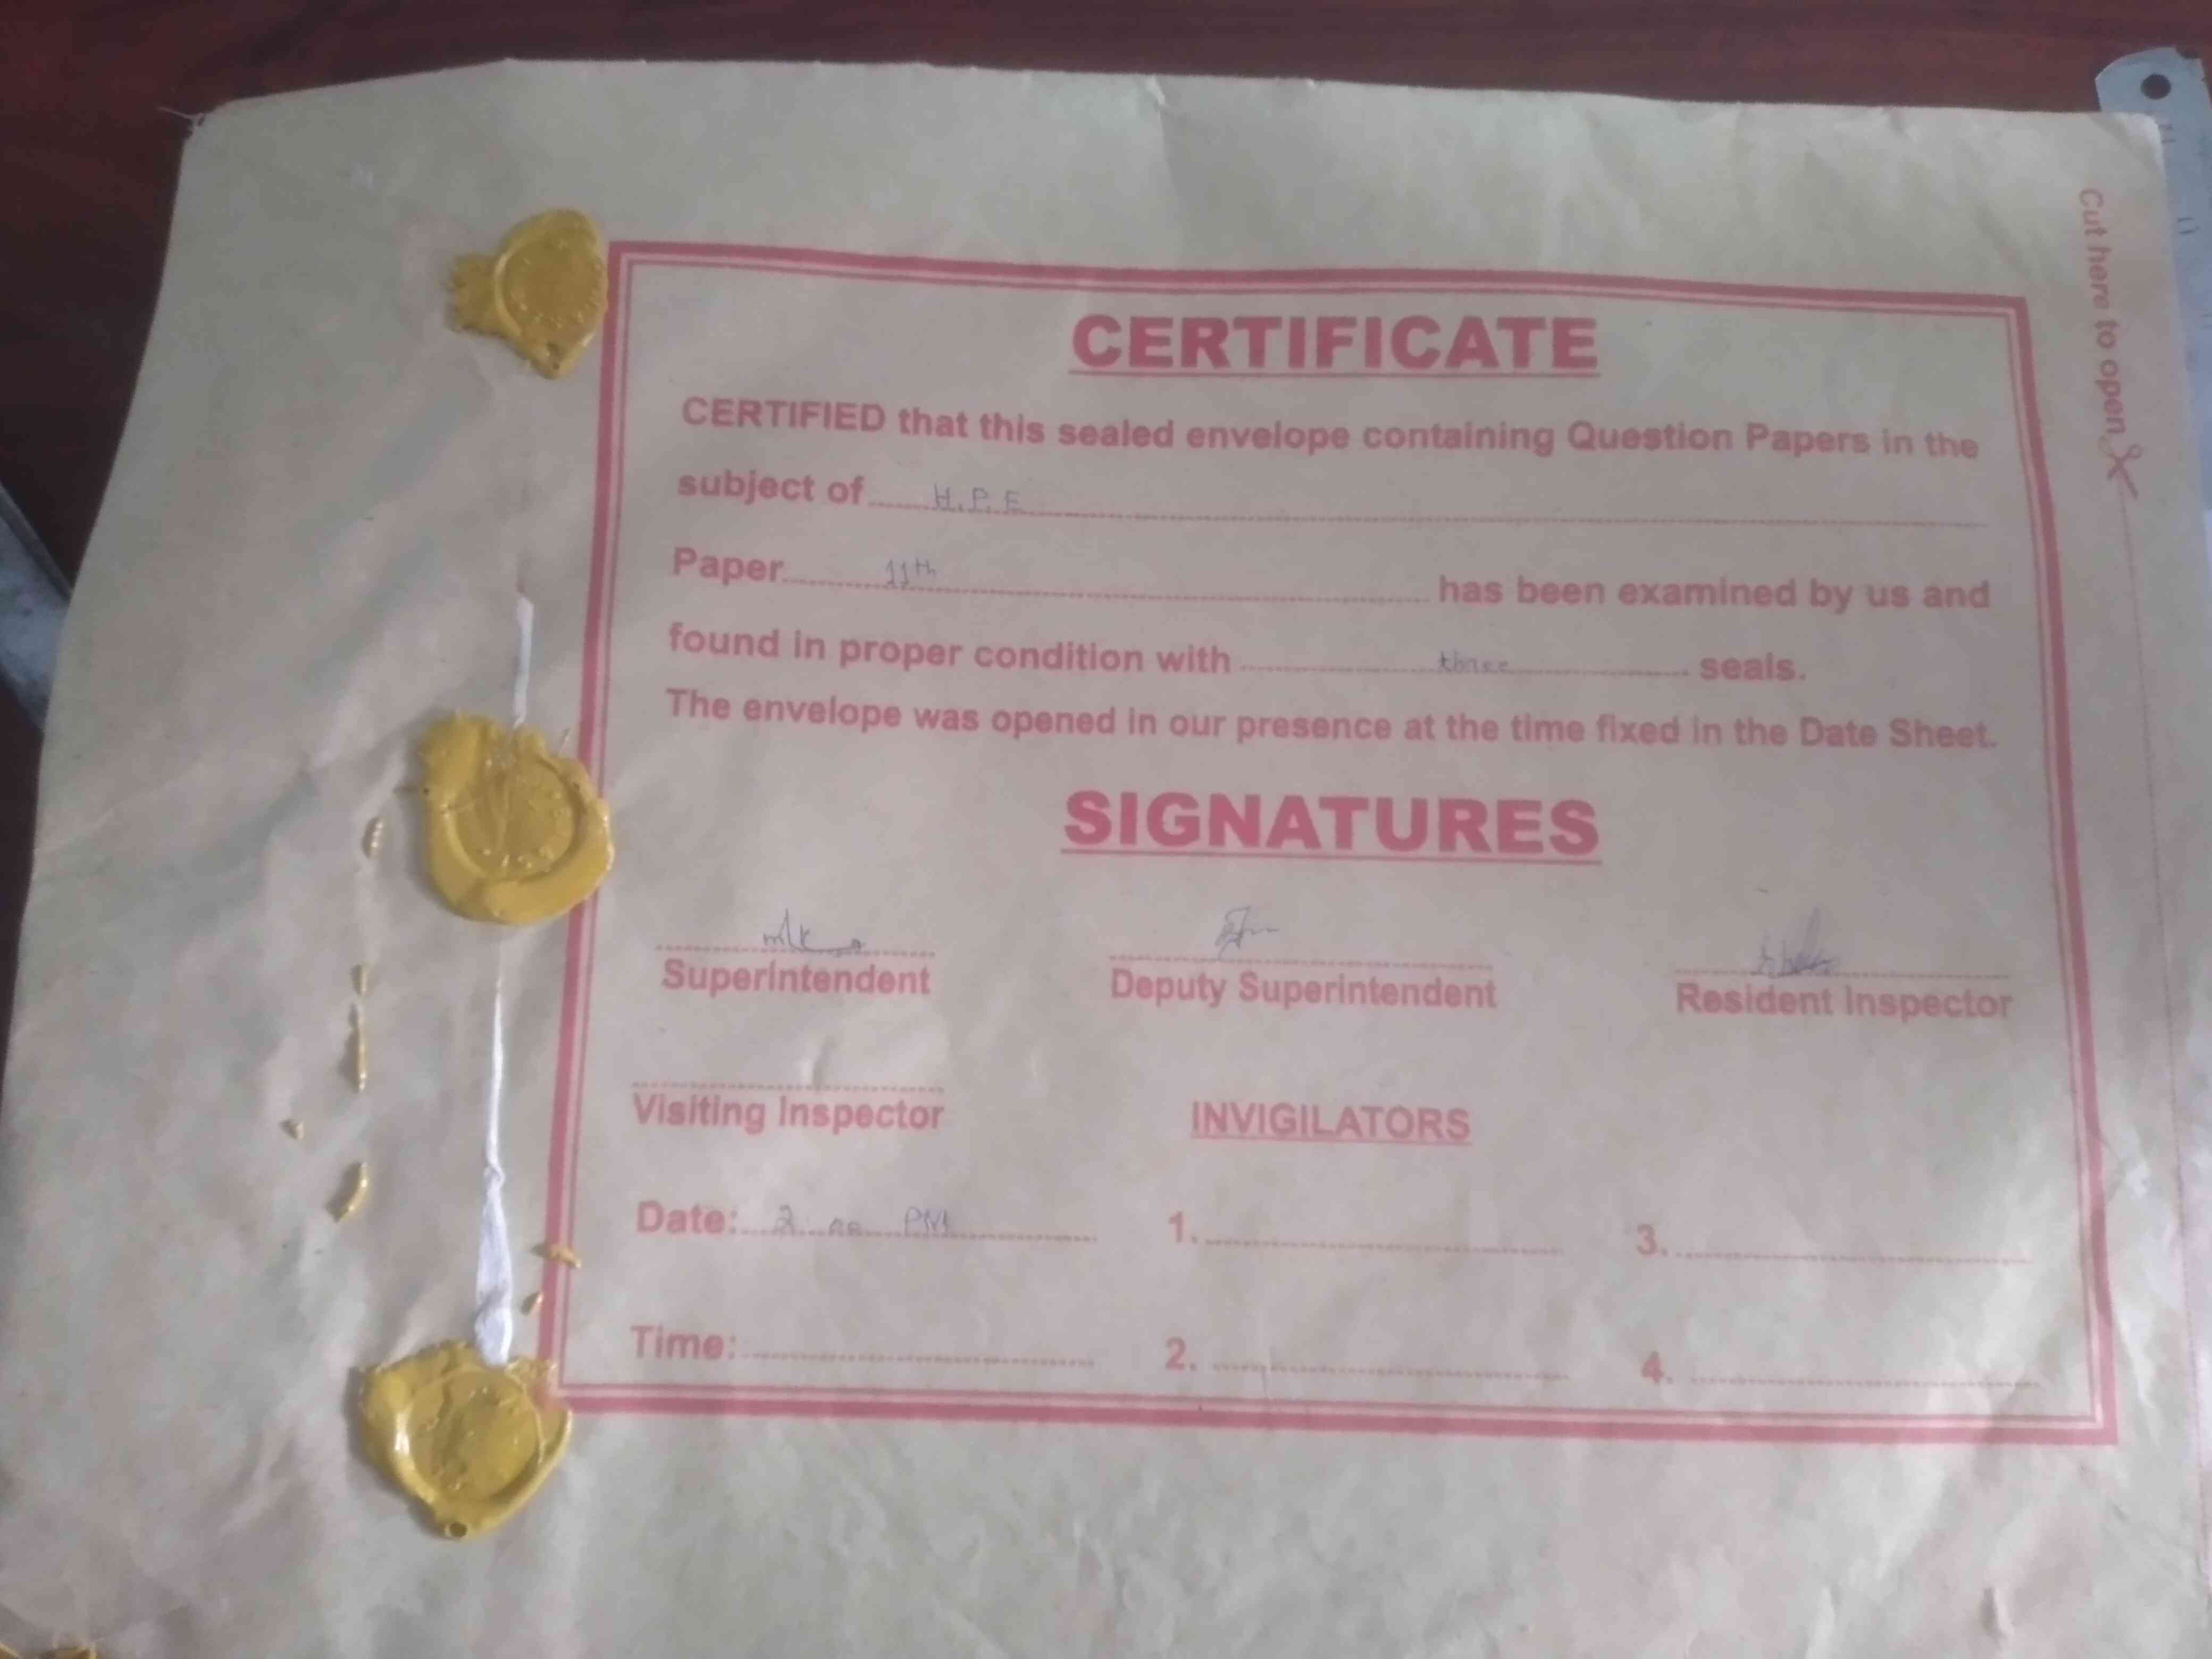 Cut here to open
CERTIFICATE
CERTIFIED that this sealed envelope containing Question Papers in the
subject of H.P.E
Paper 11th has been examined by us and
found in proper condition with three seals.
The envelope was opened in our presence at the time fixed in the Date Sheet.
SIGNATURES
Superintendent Deputy Superintendent Resident Inspector
Visiting Inspector INVIGILATORS
Date: 2 00 PM 1. 3.
Time: 2. 4.